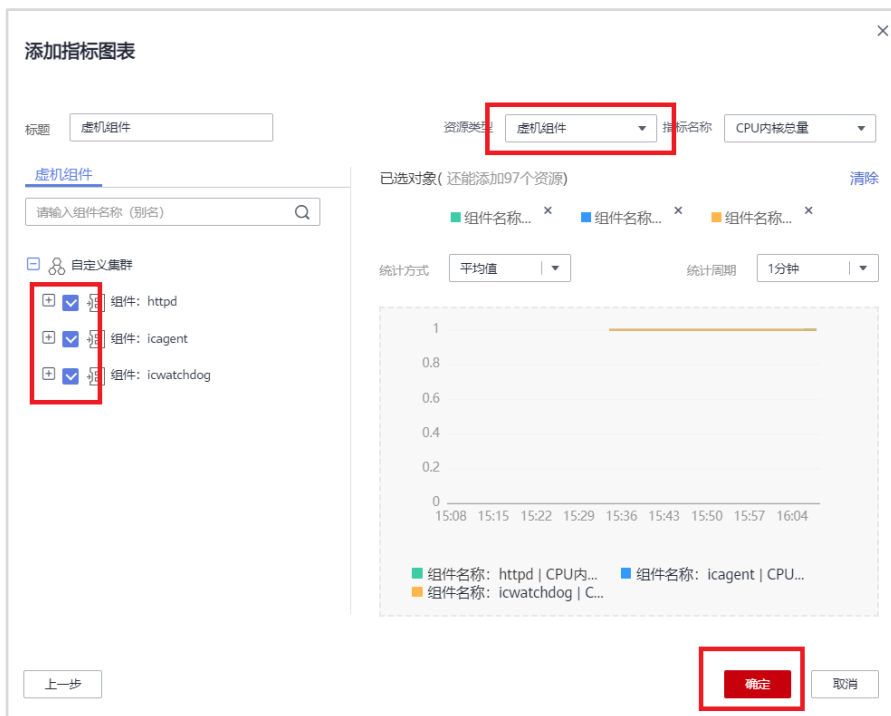 添加指标图表
标题 虚机组件 资源类型 虚机组件 指标名称 CPU内核总量
虚机组件
请输入组件名称（别名）
自定义集群
组件：httpd
组件：icagent
组件：icwatchdog
已选对象( 还能添加97个资源) 清除
组件名称... 组件名称... 组件名称...
统计方式 平均值 统计周期 1分钟
1
0.8
0.6
0.4
0.2
0
15:08 15:15 15:22 15:29 15:36 15:43 15:50 15:57 16:04
组件名称：httpd | CPU内... 组件名称：icagent | CPU...
组件名称：icwatchdog | C...
上一步 确定 取消